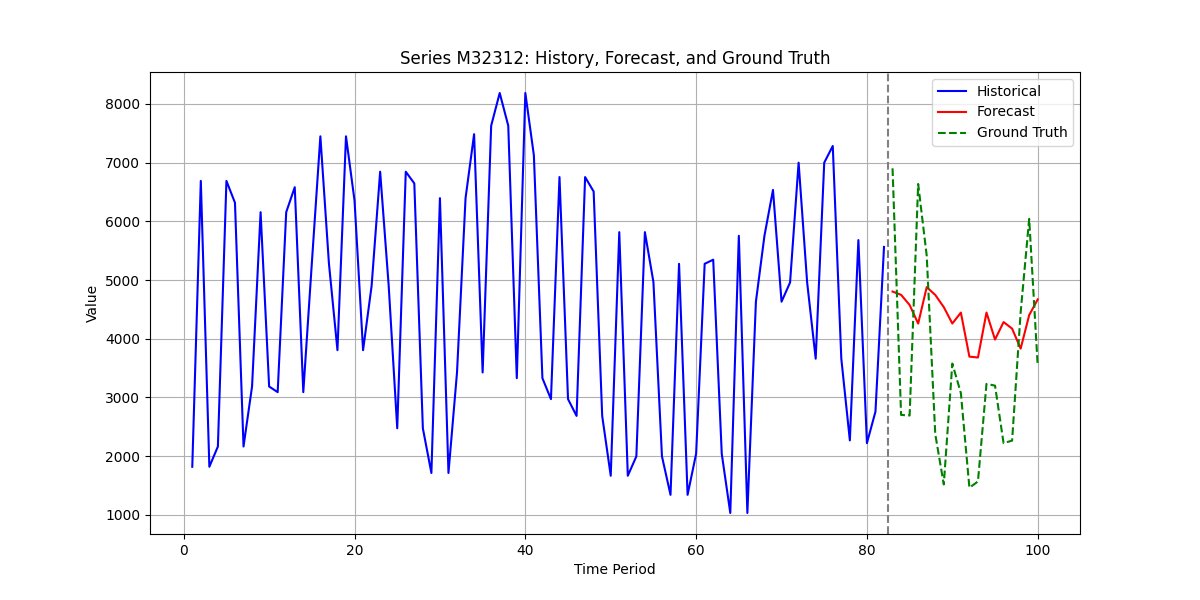 Series M32312: History, Forecast, and Ground Truth
Historical
Forecast
Ground Truth
8000
7000
6000
5000
4000
3000
2000
1000
Value
0 20 40 60 80 100
Time Period